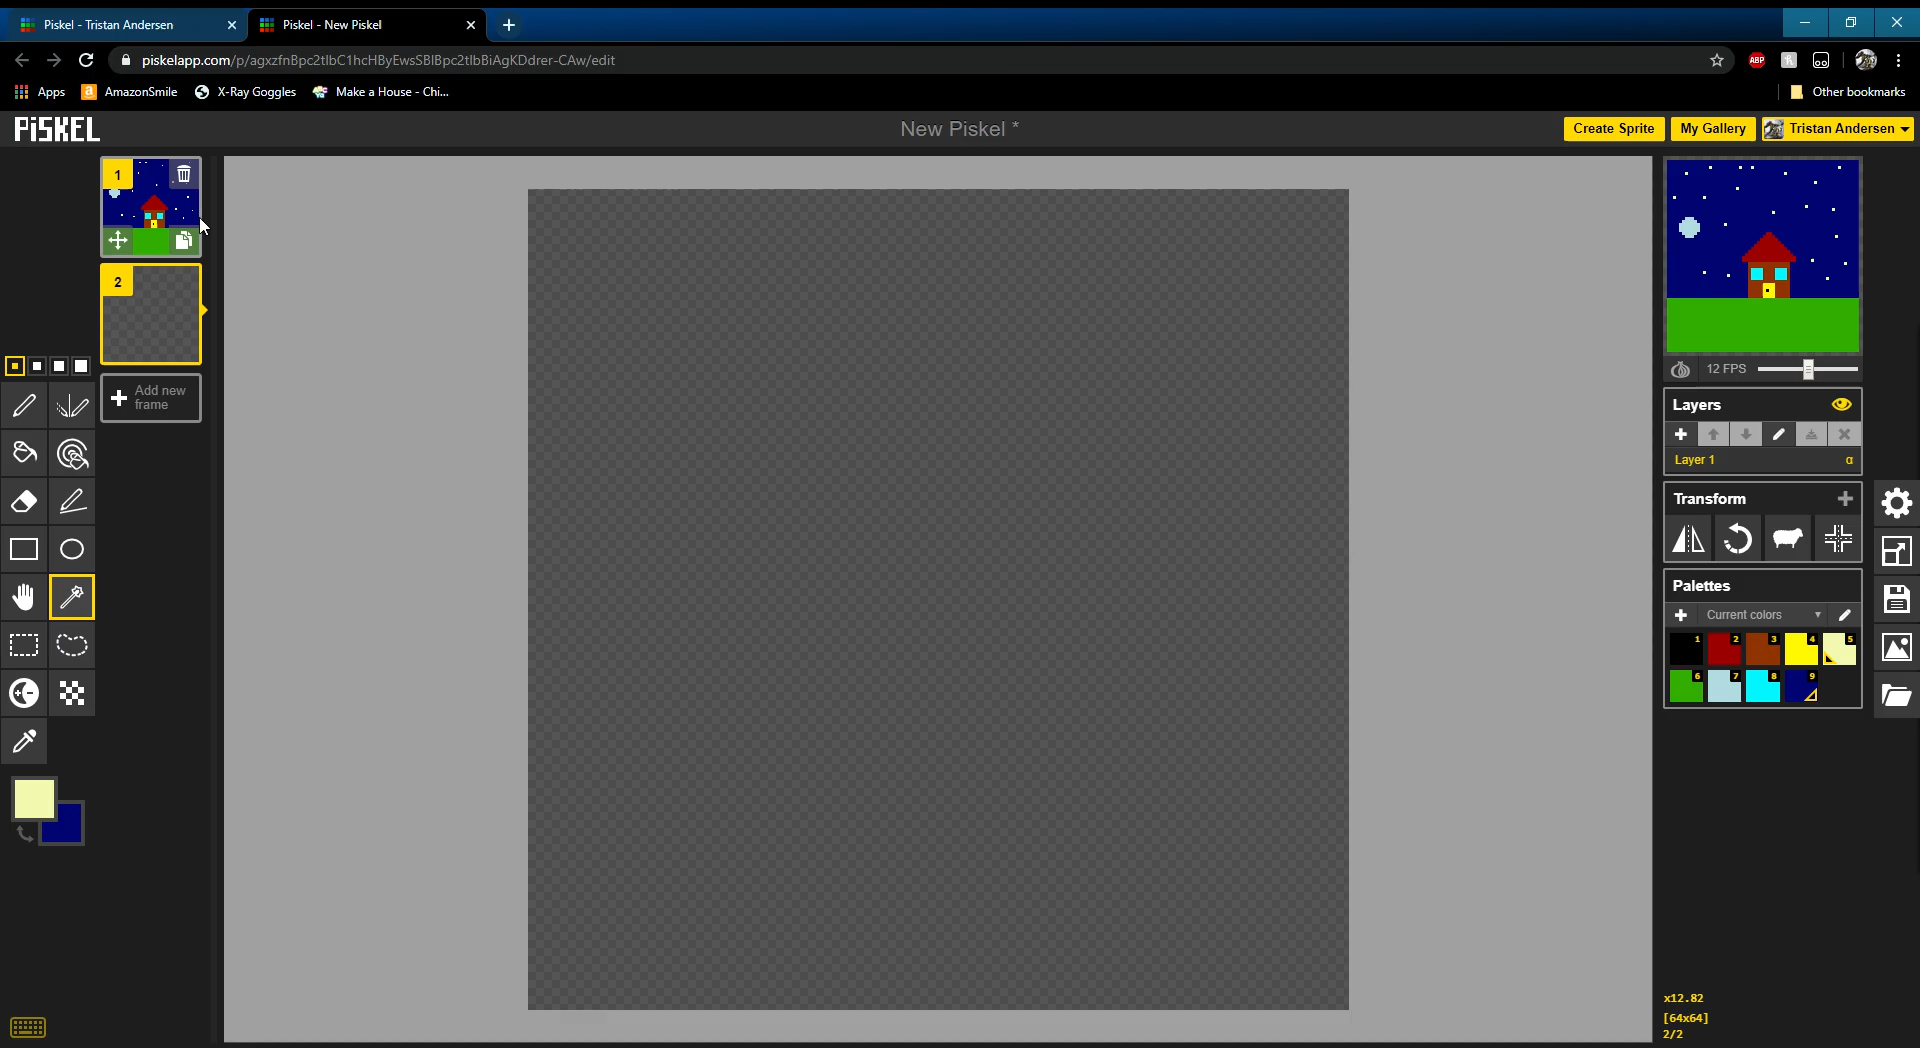 Piskel - Tristan Andersen
Piskel - New Piskel
piskelapp.com/p/agxzfnBpc2tlbC1hcHByEwsSBlBpc2tlbBiAgKDdrer-CAw/edit
ABP
Apps
AmazonSmile
X-Ray Goggles
Make a House - Chi...
Other bookmarks
PiSKEL
New Piskel *
Create Sprite
My Gallery
Tristan Andersen
1
2
Add new
frame
12 FPS
Layers
Layer 1
α
Transform
Palettes
Current colors
1
2
3
4
5
6
7
8
9
x12.82
[64x64]
2/2